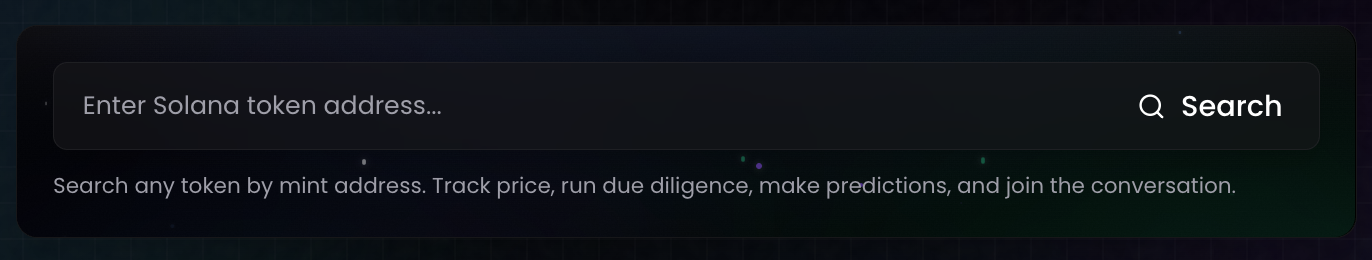 Enter Solana token address...
Search
Search any token by mint address. Track price, run due diligence, make predictions, and join the conversation.